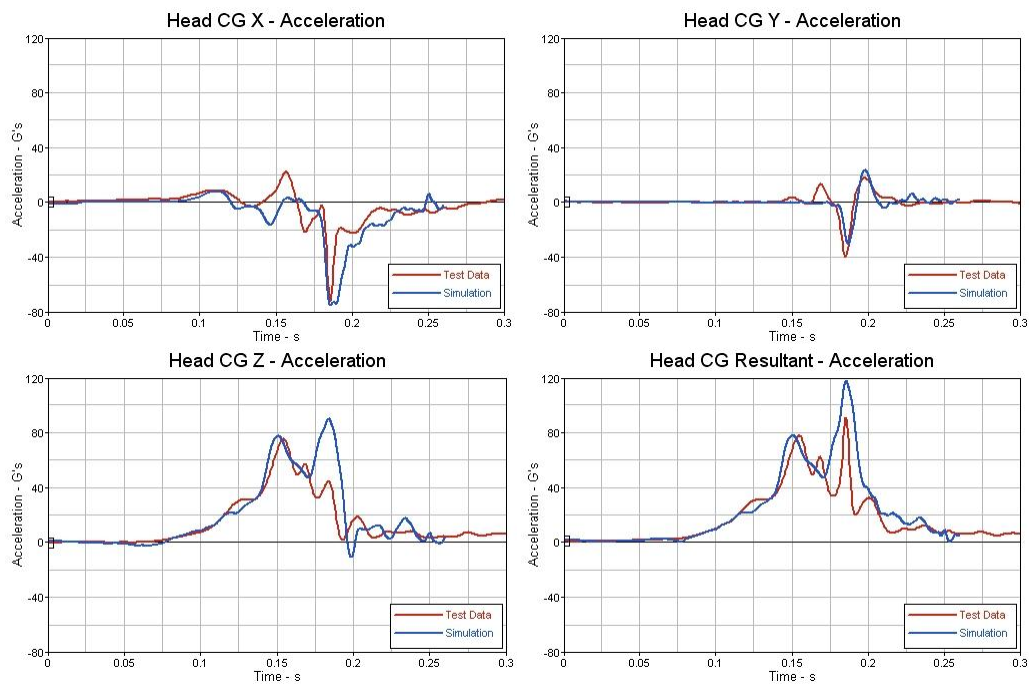 Head CG X - Acceleration
Acceleration - G's
120
80
40
0
-40
-80
0
0.05
0.1
0.15
0.2
0.25
0.3
Time - s
Test Data
Simulation
Head CG Y - Acceleration
Acceleration - G's
120
80
40
0
-40
-80
0
0.05
0.1
0.15
0.2
0.25
0.3
Time - s
Test Data
Simulation
Head CG Z - Acceleration
Acceleration - G's
120
80
40
0
-40
-80
0
0.05
0.1
0.15
0.2
0.25
0.3
Time - s
Test Data
Simulation
Head CG Resultant - Acceleration
Acceleration - G's
120
80
40
0
-40
-80
0
0.05
0.1
0.15
0.2
0.25
0.3
Time - s
Test Data
Simulation